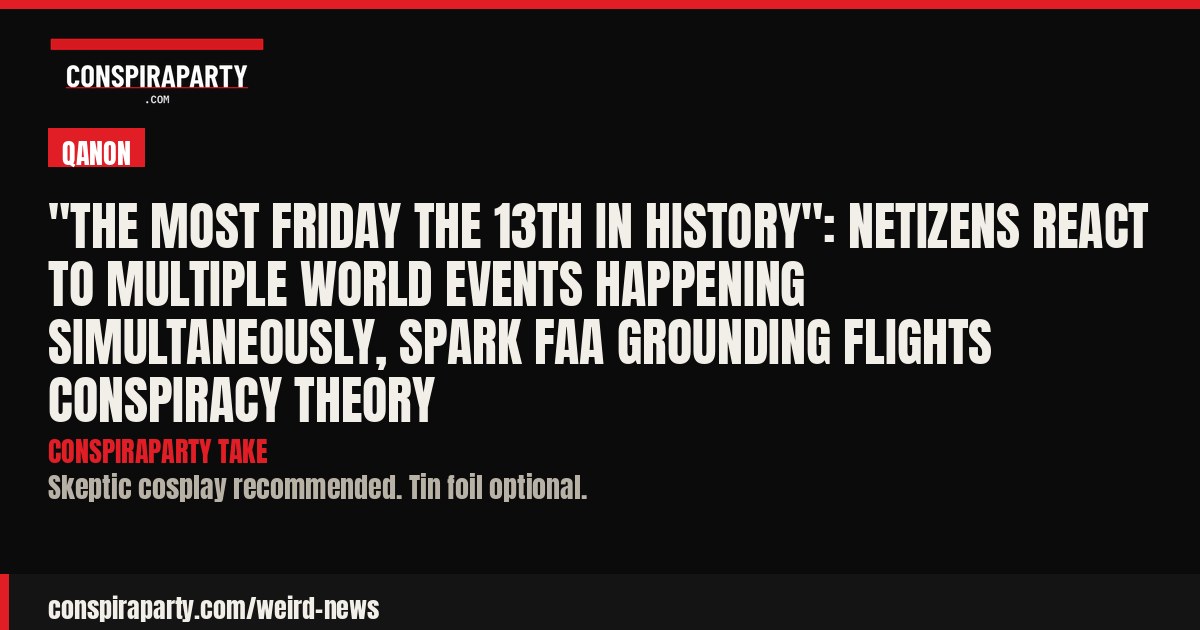 CONSPIRAPARTY
.COM
QANON
"THE MOST FRIDAY THE 13TH IN HISTORY": NETIZENS REACT
TO MULTIPLE WORLD EVENTS HAPPENING
SIMULTANEOUSLY, SPARK FAA GROUNDING FLIGHTS
CONSPIRACY THEORY
CONSPIRAPARTY TAKE
Skeptic cosplay recommended. Tin foil optional.
conspiraparty.com/weird-news